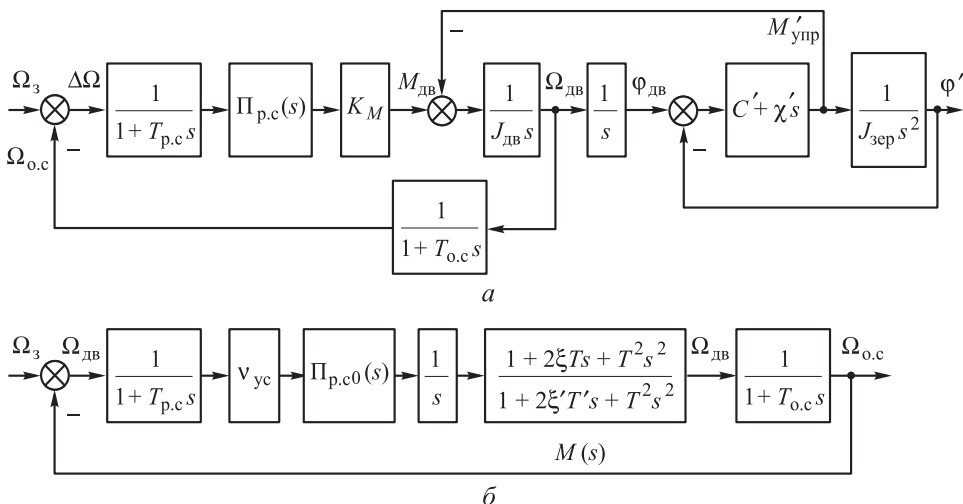 M′упр
−
Ωз ΔΩ
1 / (1 + Tр.с s)
Πр.с(s)
KM
Mдв
1 / (Jдв s)
Ωдв
1 / s
φдв
C′ + χ′s
1 / (Jзер s²)
φ′
−
−
Ωо.с
1 / (1 + Tо.с s)
а
Ωз Ωдв
1 / (1 + Tр.с s)
νус
Πр.с0(s)
1 / s
(1 + 2ξTs + T²s²) / (1 + 2ξ′T′s + T²s²)
Ωдв
1 / (1 + Tо.с s)
Ωо.с
−
M(s)
б